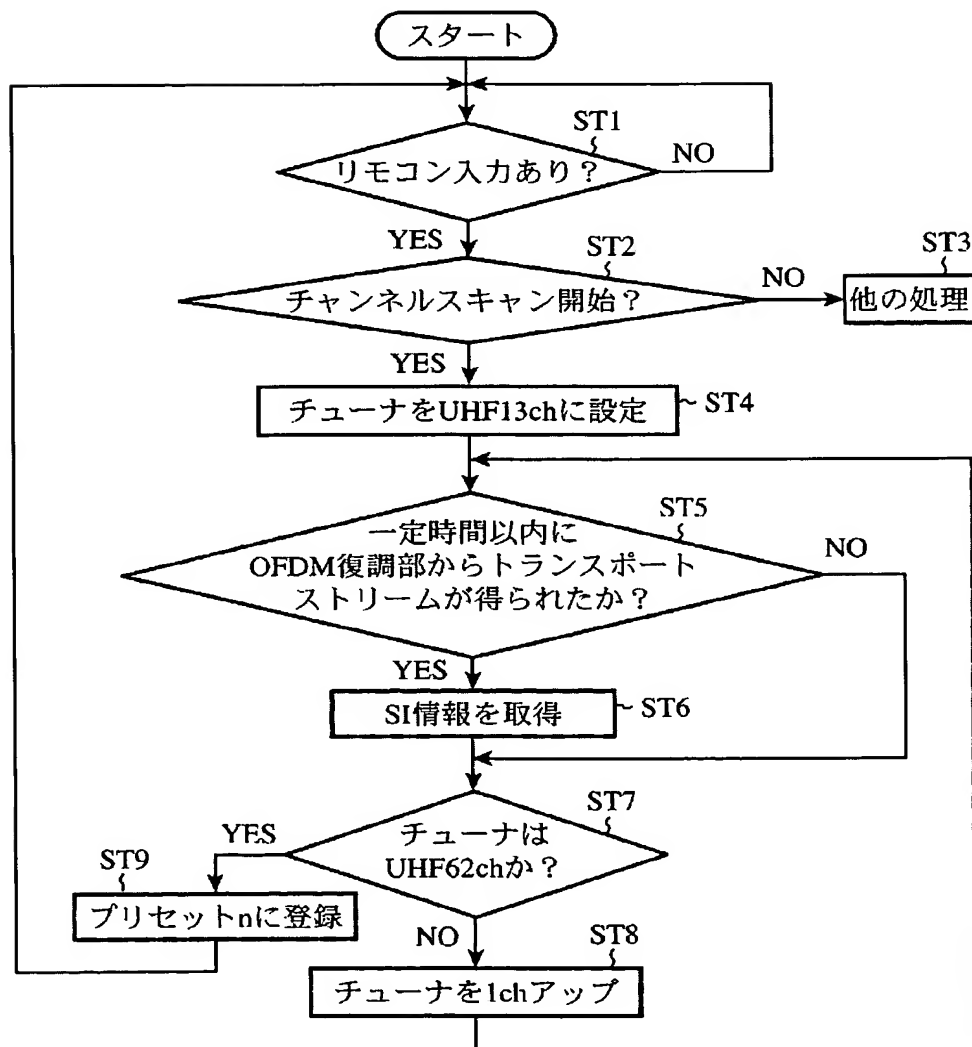 スタート
ST1
リモコン入力あり?
NO
YES
ST2
チャンネルスキャン開始?
NO
ST3
他の処理
YES
チューナをUHF13chに設定
ST4
ST5
一定時間以内に
OFDM復調部からトランスポート
ストリームが得られたか?
NO
YES
SI情報を取得
ST6
ST7
チューナは
UHF62chか?
YES
ST9
プリセットnに登録
NO
ST8
チューナを1chアップ